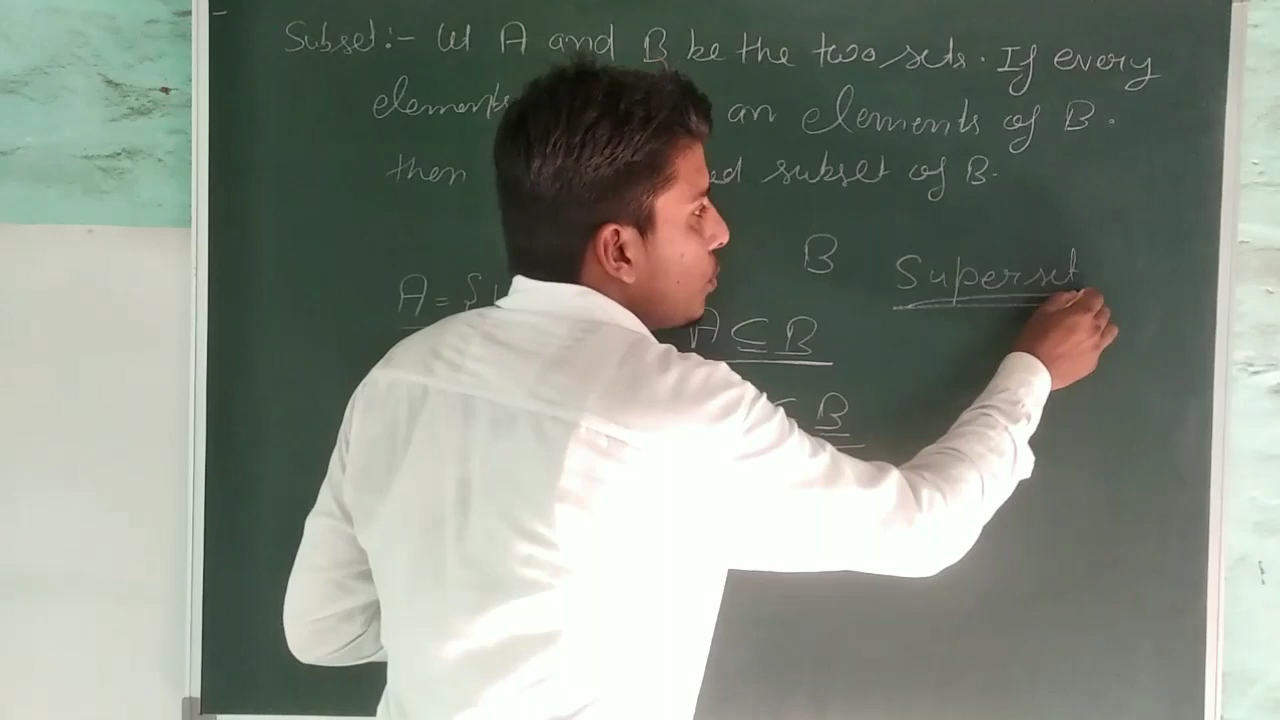 Subset:- let A and B be the two sets. If every
elements an elements of B.
then subset of B.
B Superset
A = {
A ⊆ B
⊆ B